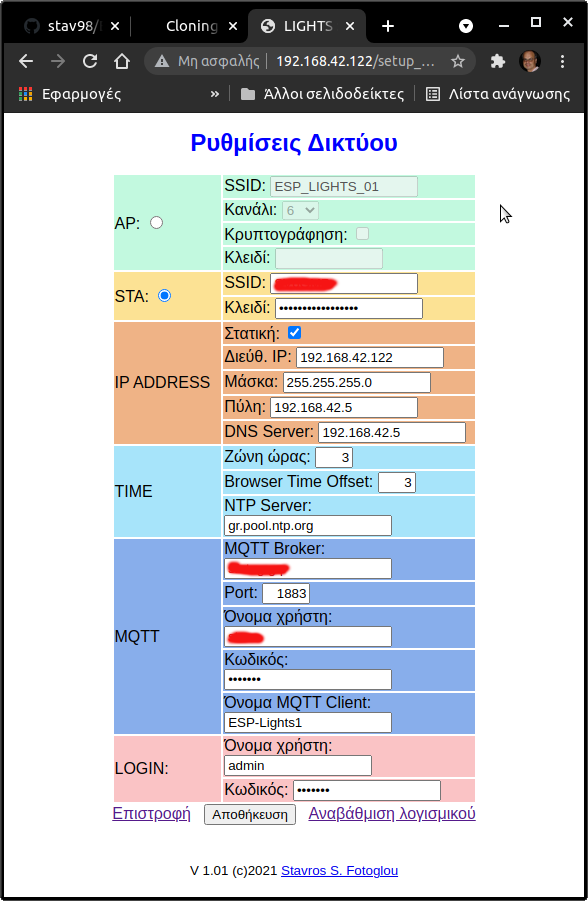 stav98/
Cloning
LIGHTS
Μη ασφαλής 192.168.42.122/setup_...
Εφαρμογές » Άλλοι σελιδοδείκτες Λίστα ανάγνωσης
Ρυθμίσεις Δικτύου
AP:
SSID: ESP_LIGHTS_01
Κανάλι: 6
Κρυπτογράφηση:
Κλειδί:
STA:
SSID:
Κλειδί: •••••••••••••••••
IP ADDRESS
Στατική:
Διεύθ. IP: 192.168.42.122
Μάσκα: 255.255.255.0
Πύλη: 192.168.42.5
DNS Server: 192.168.42.5
TIME
Ζώνη ώρας: 3
Browser Time Offset: 3
NTP Server:
gr.pool.ntp.org
MQTT
MQTT Broker:
Port: 1883
Όνομα χρήστη:
Κωδικός:
•••••••
Όνομα MQTT Client:
ESP-Lights1
LOGIN:
Όνομα χρήστη:
admin
Κωδικός: •••••••
Επιστροφή Αποθήκευση Αναβάθμιση λογισμικού
V 1.01 (c)2021 Stavros S. Fotoglou